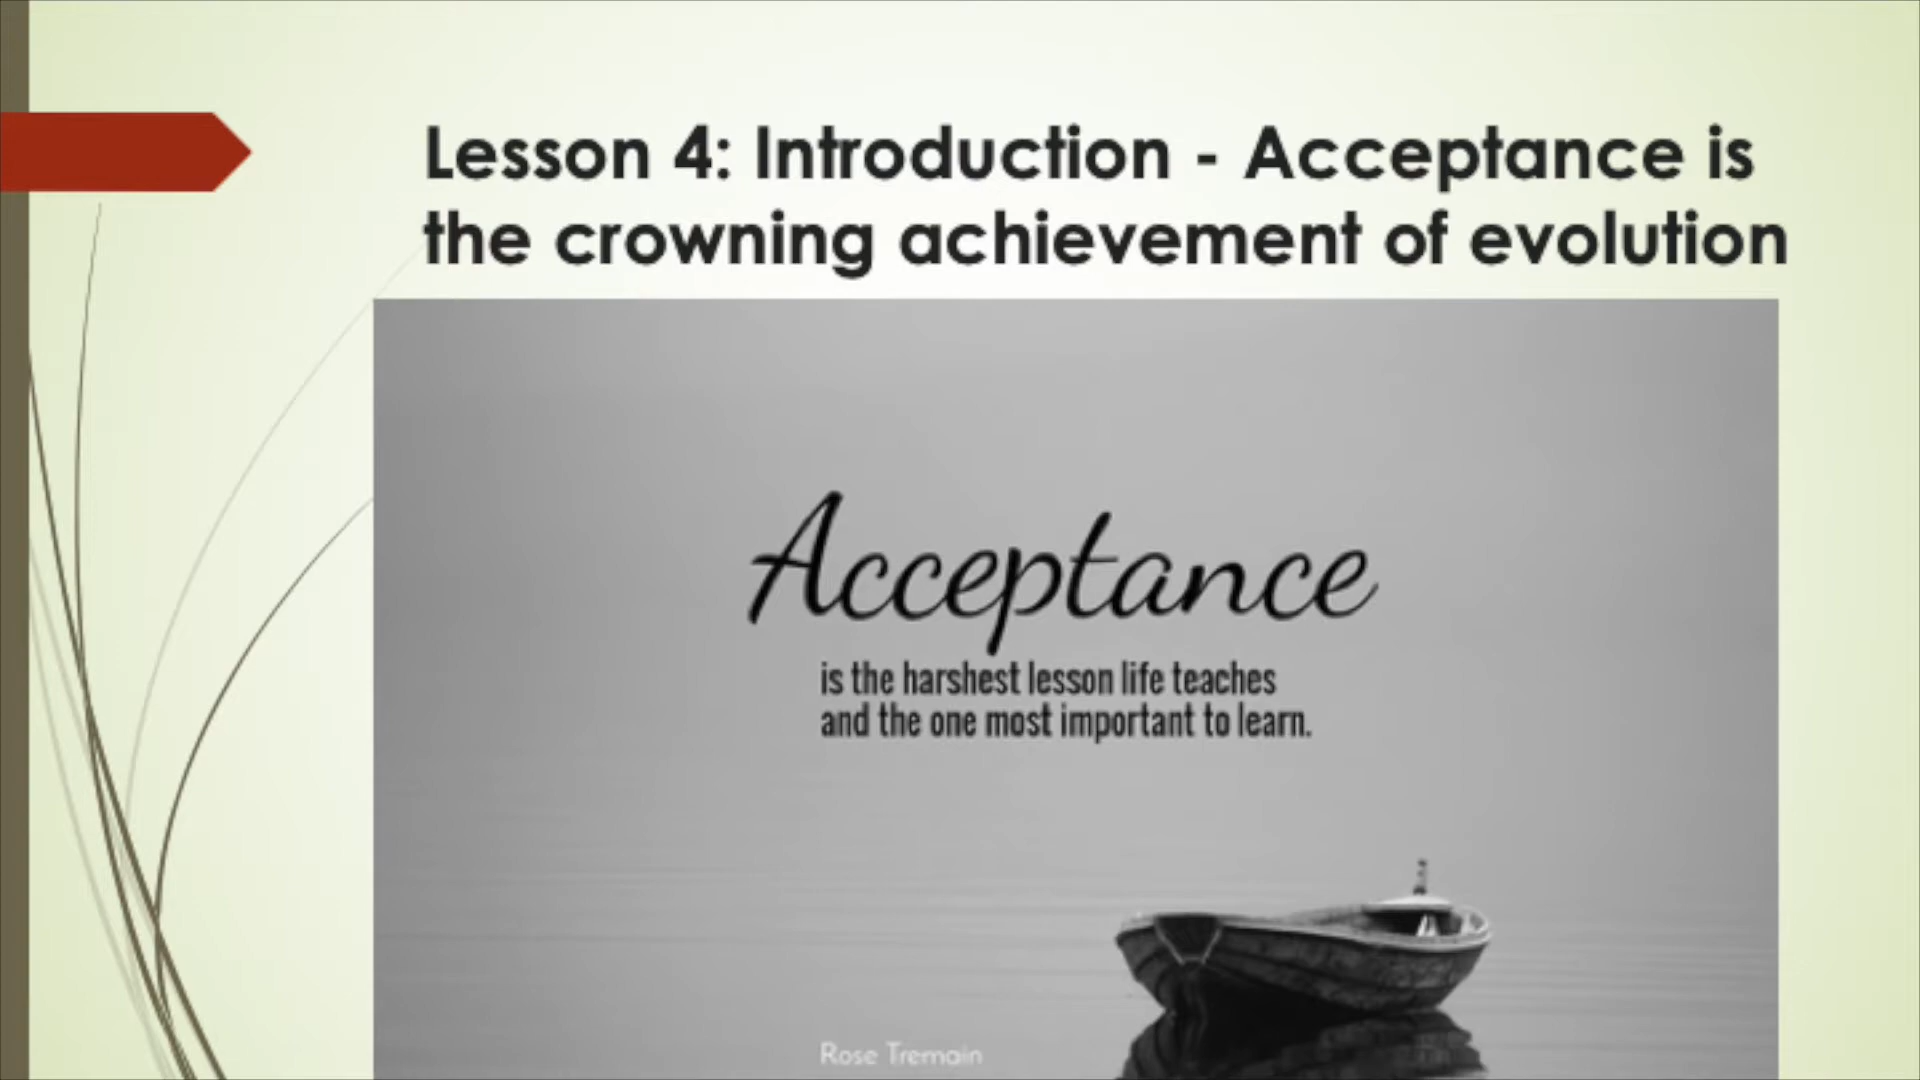 Lesson 4: Introduction - Acceptance is
the crowning achievement of evolution
Acceptance
is the harshest lesson life teaches
and the one most important to learn.
Rose Tremain